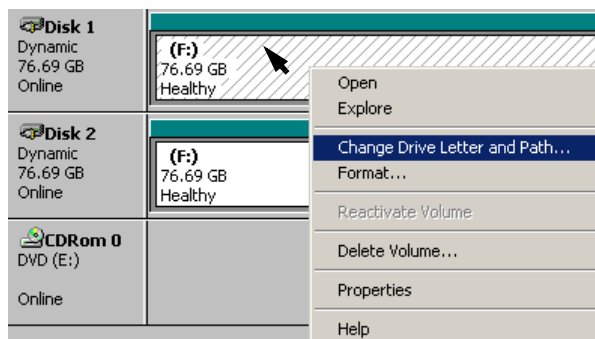 Disk 1
Dynamic
76.69 GB
Online
(F:)
76.69 GB
Healthy
Open
Explore
Change Drive Letter and Path...
Format...
Reactivate Volume
Delete Volume...
Properties
Help
Disk 2
Dynamic
76.69 GB
Online
(F:)
76.69 GB
Healthy
CDRom 0
DVD (E:)
Online